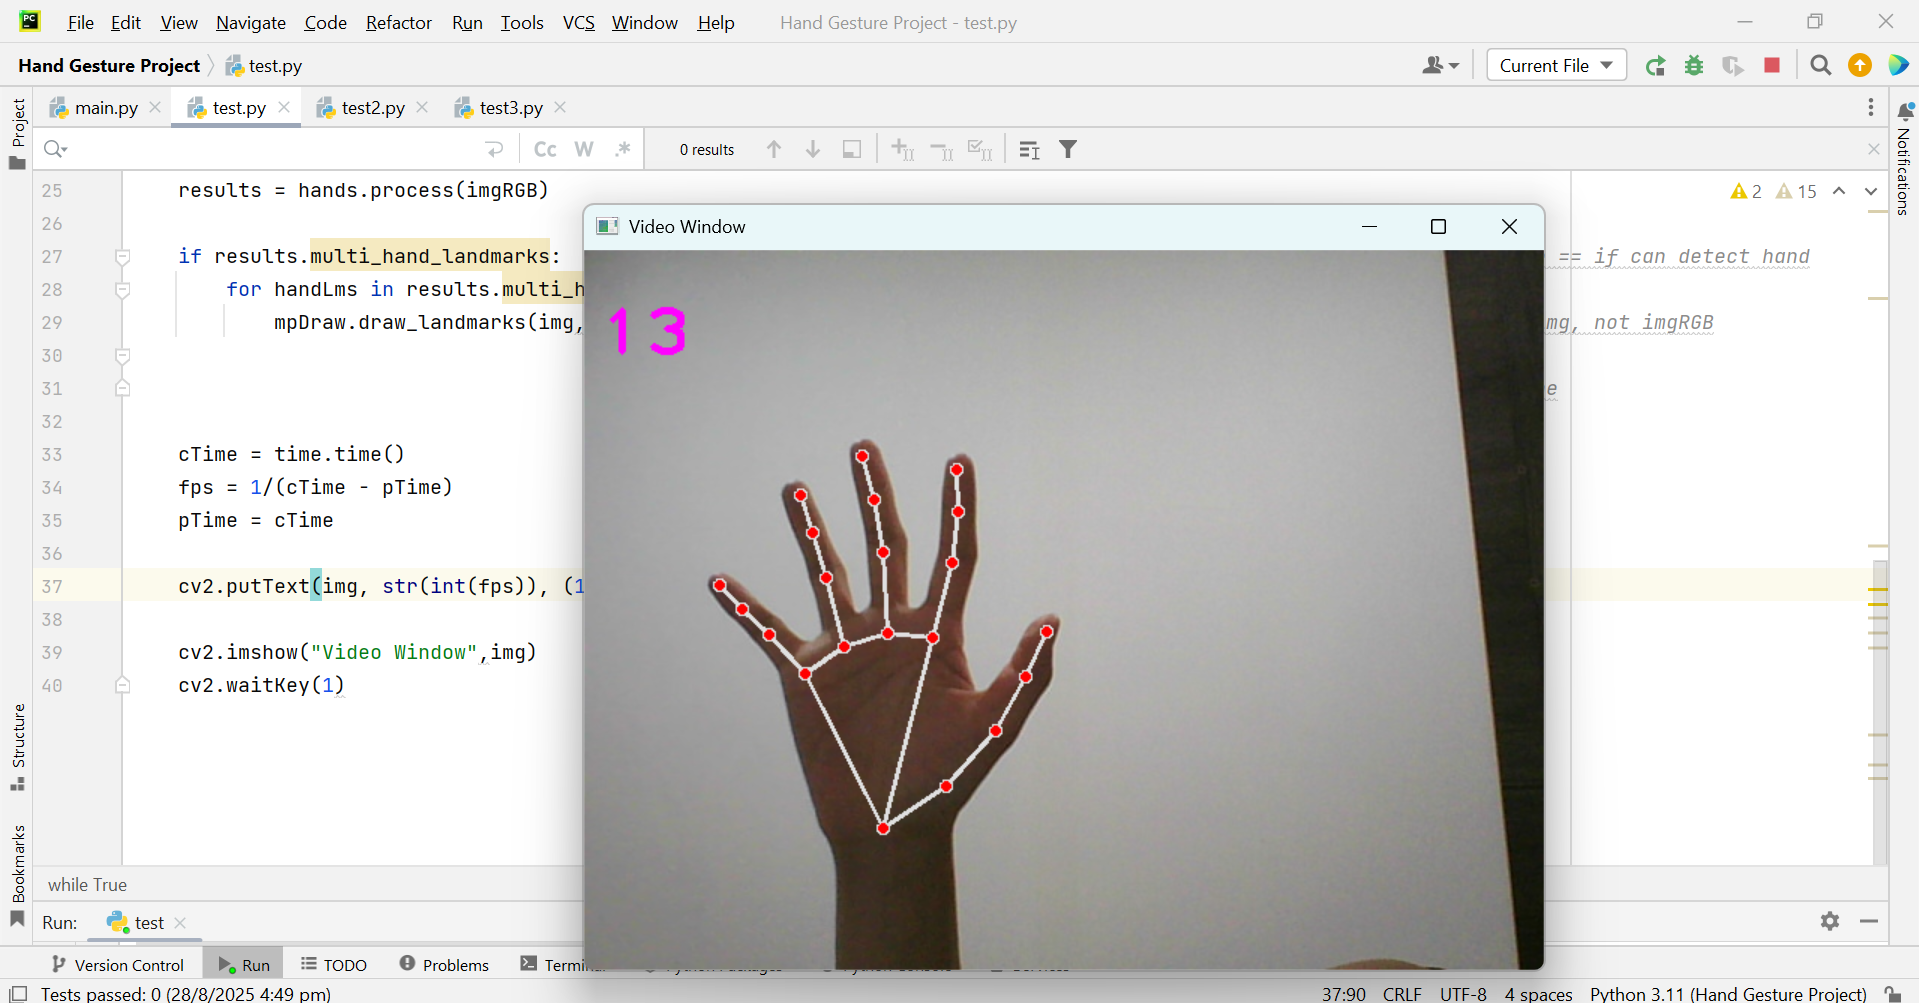 PC
File Edit View Navigate Code Refactor Run Tools VCS Window Help Hand Gesture Project - test.py
Hand Gesture Project test.py Current File
Project
main.py test.py test2.py test3.py
Notifications
Cc W .* 0 results
25 results = hands.process(imgRGB)
2 15
26
27 if results.multi_hand_landmarks: == if can detect hand
28 for handLms in results.multi_h
29 mpDraw.draw_landmarks(img, mg, not imgRGB
30
31 e
32
33 cTime = time.time()
34 fps = 1/(cTime - pTime)
35 pTime = cTime
36
37 cv2.putText(img, str(int(fps)), (1
38
39 cv2.imshow("Video Window",img)
40 cv2.waitKey(1)
Video Window
13
Structure
Bookmarks
while True
Run: test
Version Control Run TODO Problems Termin
Tests passed: 0 (28/8/2025 4:49 pm) 37:90 CRLF UTF-8 4 spaces Python 3.11 (Hand Gesture Project)